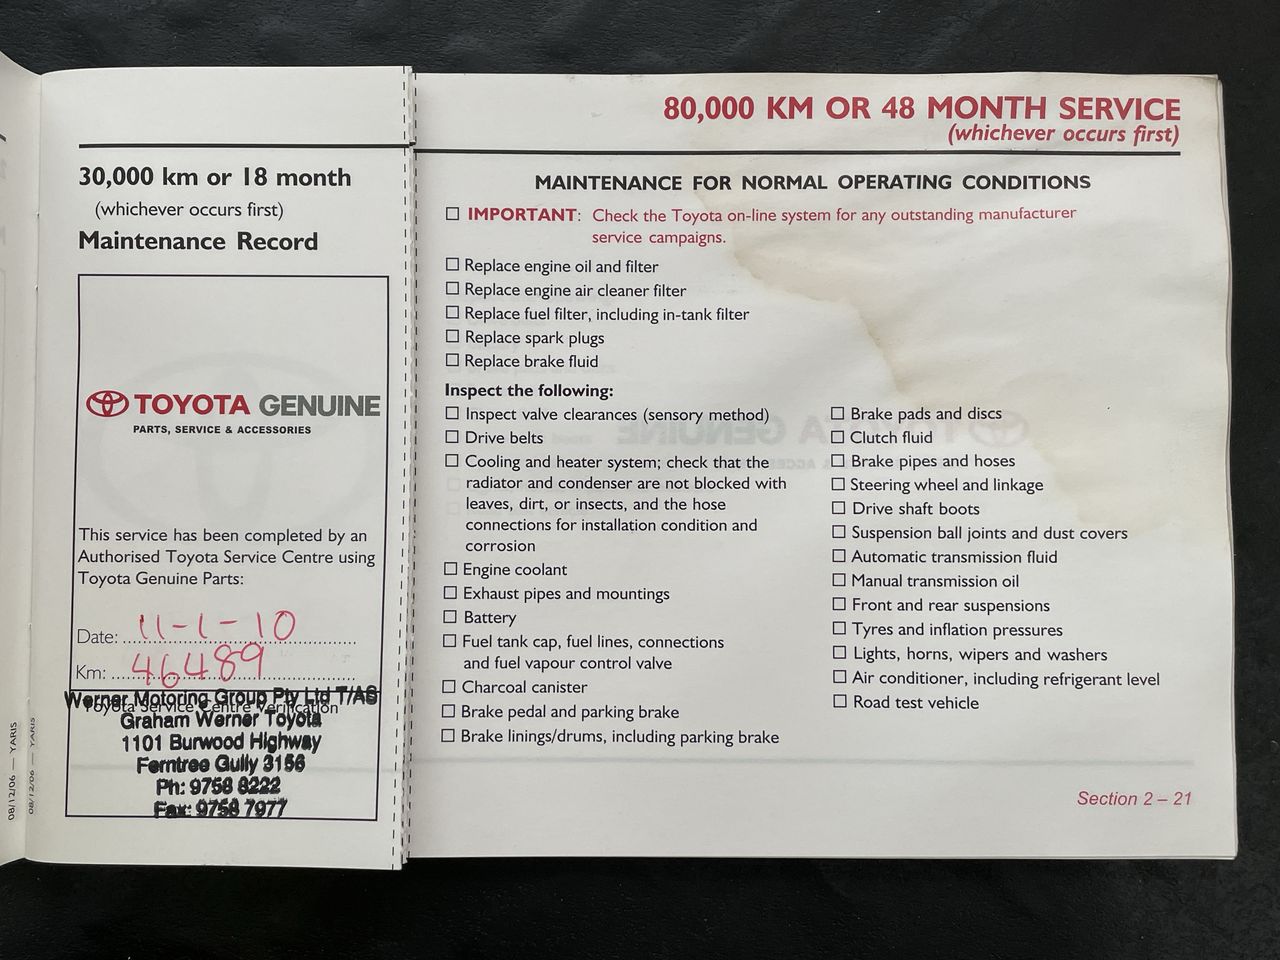 30,000 km or 18 month
(whichever occurs first)
Maintenance Record
TOYOTA GENUINE
PARTS, SERVICE & ACCESSORIES
This service has been completed by an
Authorised Toyota Service Centre using
Toyota Genuine Parts:
Date: 11-1-10
Km: 46489
Toyota Service Centre Verification
Werner Motoring Group Pty Ltd T/AS
Graham Werner Toyota
1101 Burwood Highway
Ferntree Gully 3156
Ph: 9758 8222
Fax: 9758 7977
08/12/06 — YARIS
08/12/06 — YARIS
80,000 KM OR 48 MONTH SERVICE
(whichever occurs first)
MAINTENANCE FOR NORMAL OPERATING CONDITIONS
IMPORTANT: Check the Toyota on-line system for any outstanding manufacturer
service campaigns.
Replace engine oil and filter
Replace engine air cleaner filter
Replace fuel filter, including in-tank filter
Replace spark plugs
Replace brake fluid
Inspect the following:
Inspect valve clearances (sensory method)
Drive belts
Cooling and heater system; check that the
radiator and condenser are not blocked with
leaves, dirt, or insects, and the hose
connections for installation condition and
corrosion
Engine coolant
Exhaust pipes and mountings
Battery
Fuel tank cap, fuel lines, connections
and fuel vapour control valve
Charcoal canister
Brake pedal and parking brake
Brake linings/drums, including parking brake
Brake pads and discs
Clutch fluid
Brake pipes and hoses
Steering wheel and linkage
Drive shaft boots
Suspension ball joints and dust covers
Automatic transmission fluid
Manual transmission oil
Front and rear suspensions
Tyres and inflation pressures
Lights, horns, wipers and washers
Air conditioner, including refrigerant level
Road test vehicle
Section 2 – 21